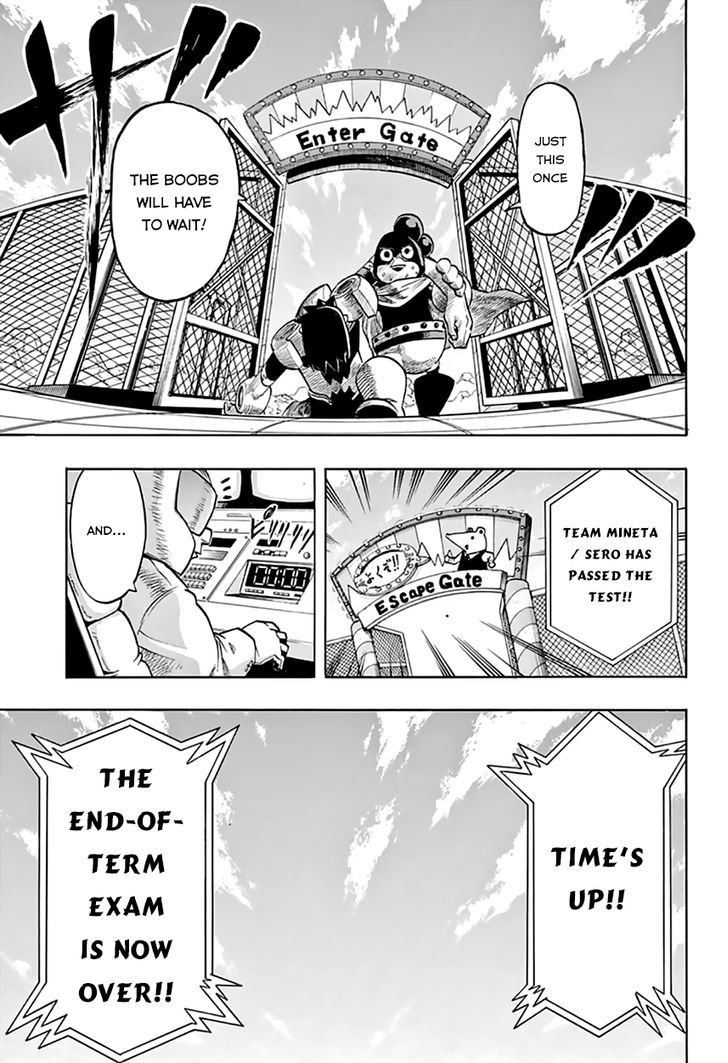 JUST
THIS
ONCE
Enter Gate
THE BOOBS
WILL HAVE
TO WAIT!
TEAM MINETA
/ SERO HAS
PASSED THE
TEST!!
Escape Gate
AND...
TIME'S
UP!!
THE
END-OF-
TERM
EXAM
IS NOW
OVER!!